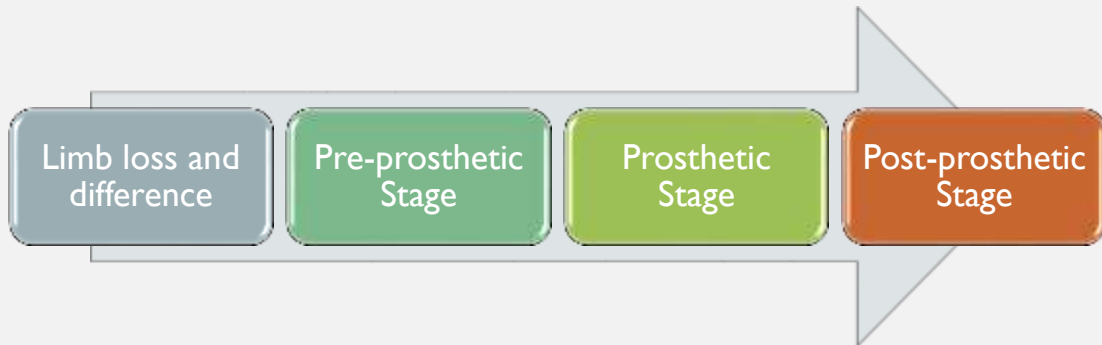 Limb loss and
difference
Pre-prosthetic
Stage
Prosthetic
Stage
Post-prosthetic
Stage